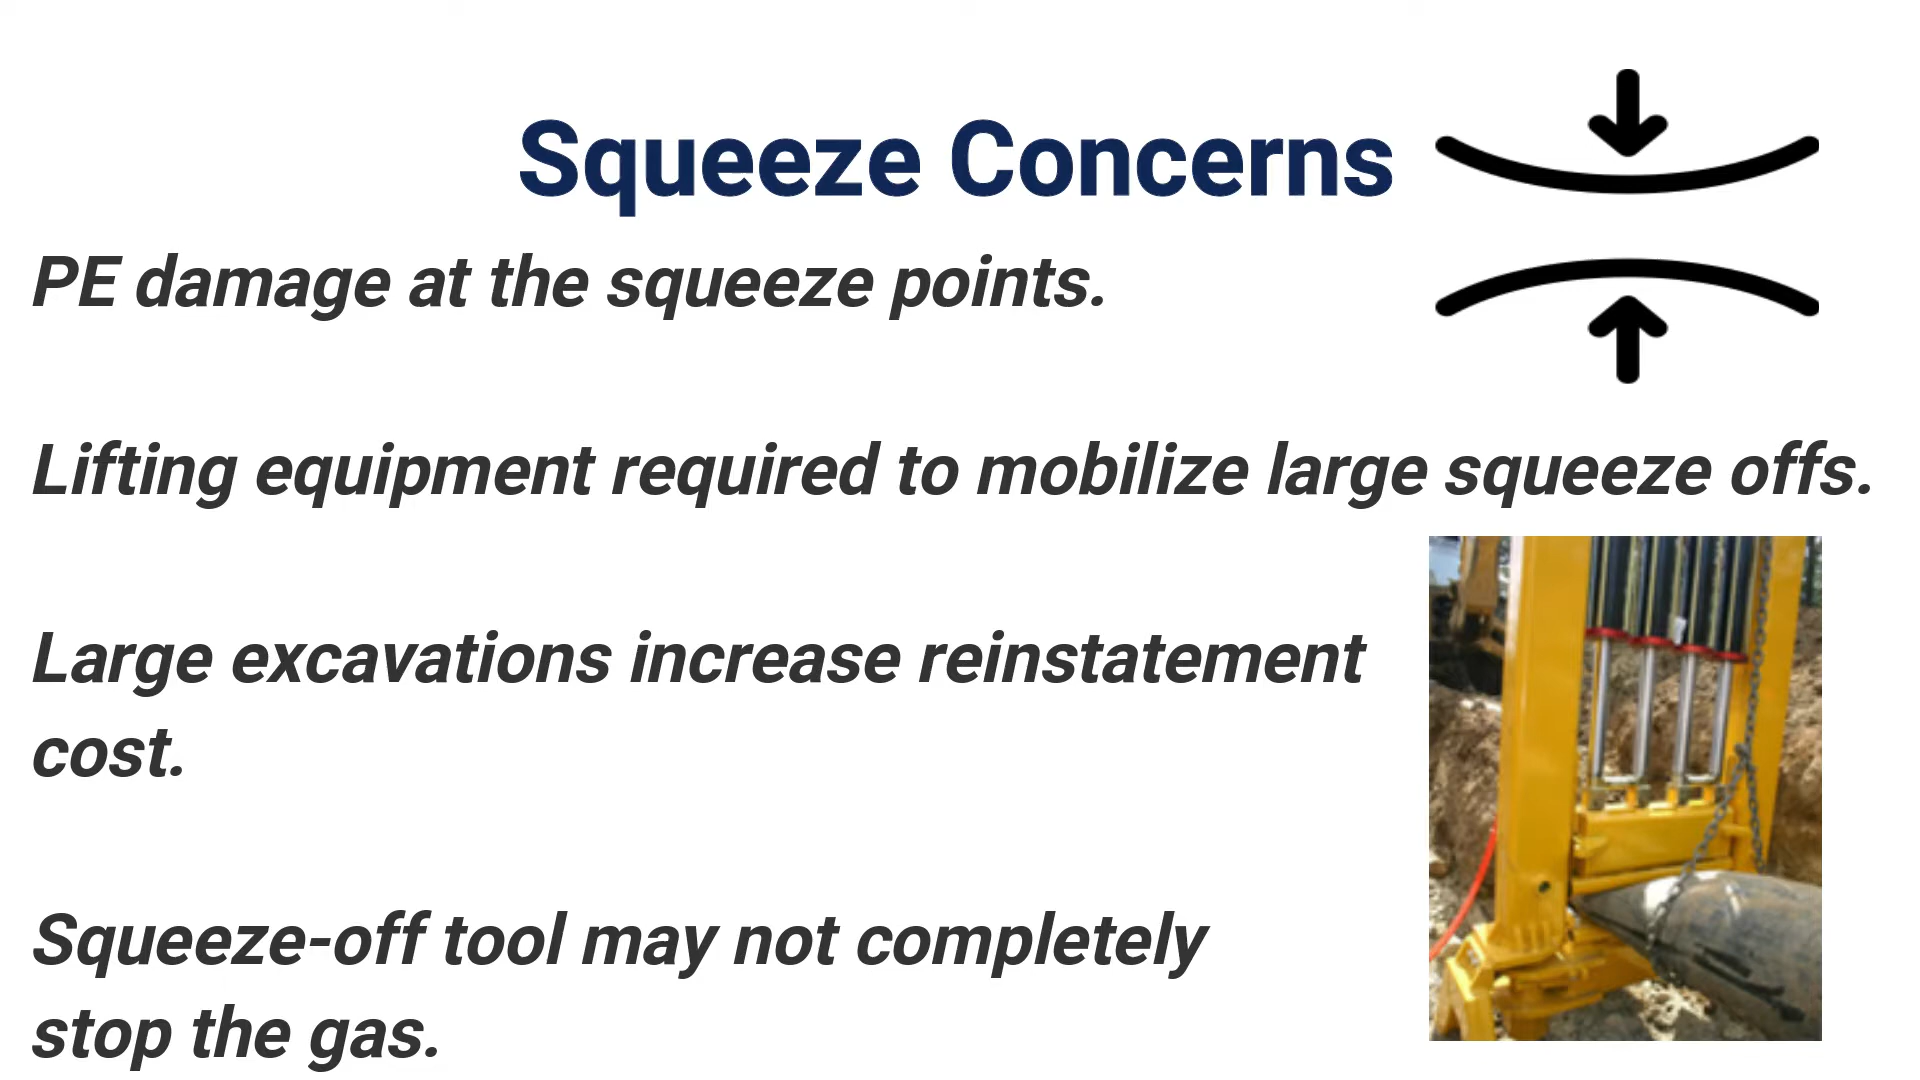 Squeeze Concerns
PE damage at the squeeze points.
Lifting equipment required to mobilize large squeeze offs.
Large excavations increase reinstatement
cost.
Squeeze-off tool may not completely
stop the gas.